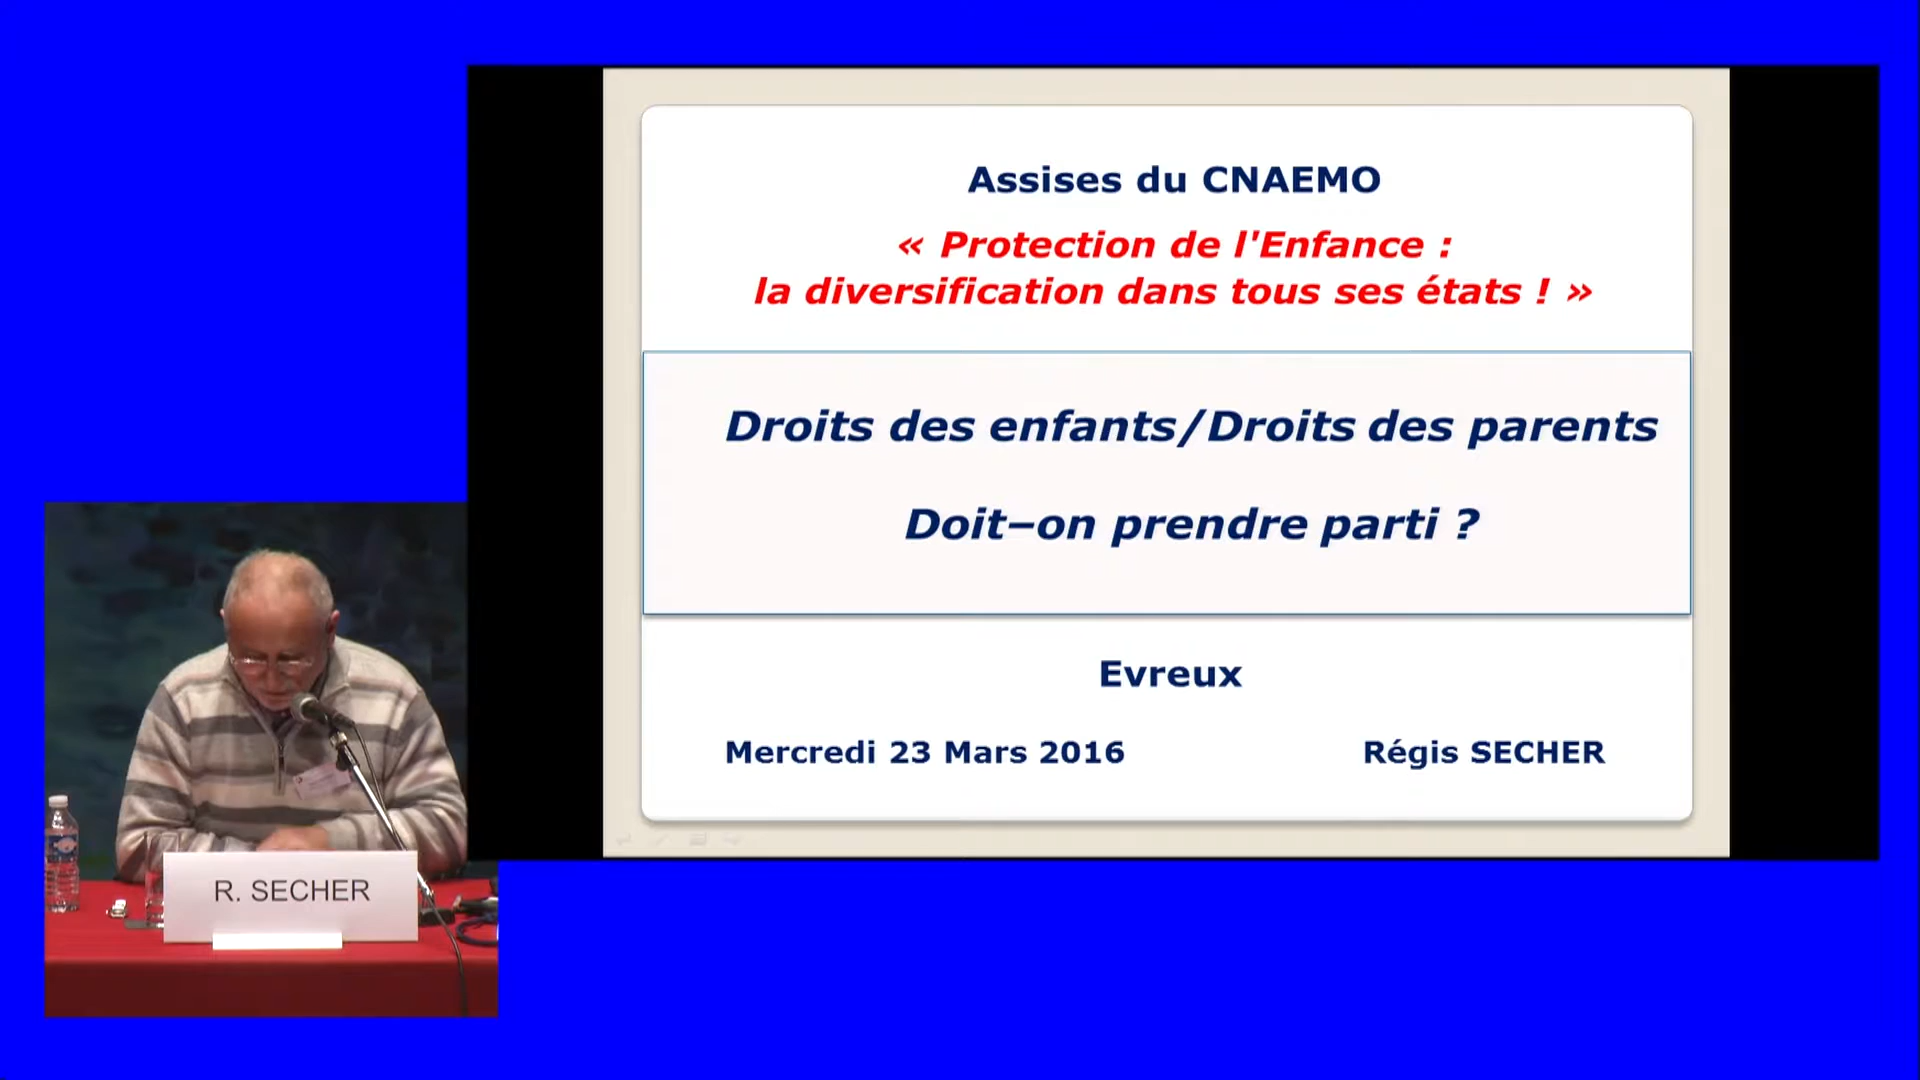 Assises du CNAEMO
« Protection de l'Enfance :
la diversification dans tous ses états ! »
Droits des enfants/Droits des parents
Doit–on prendre parti ?
Evreux
Mercredi 23 Mars 2016
Régis SECHER
R. SECHER